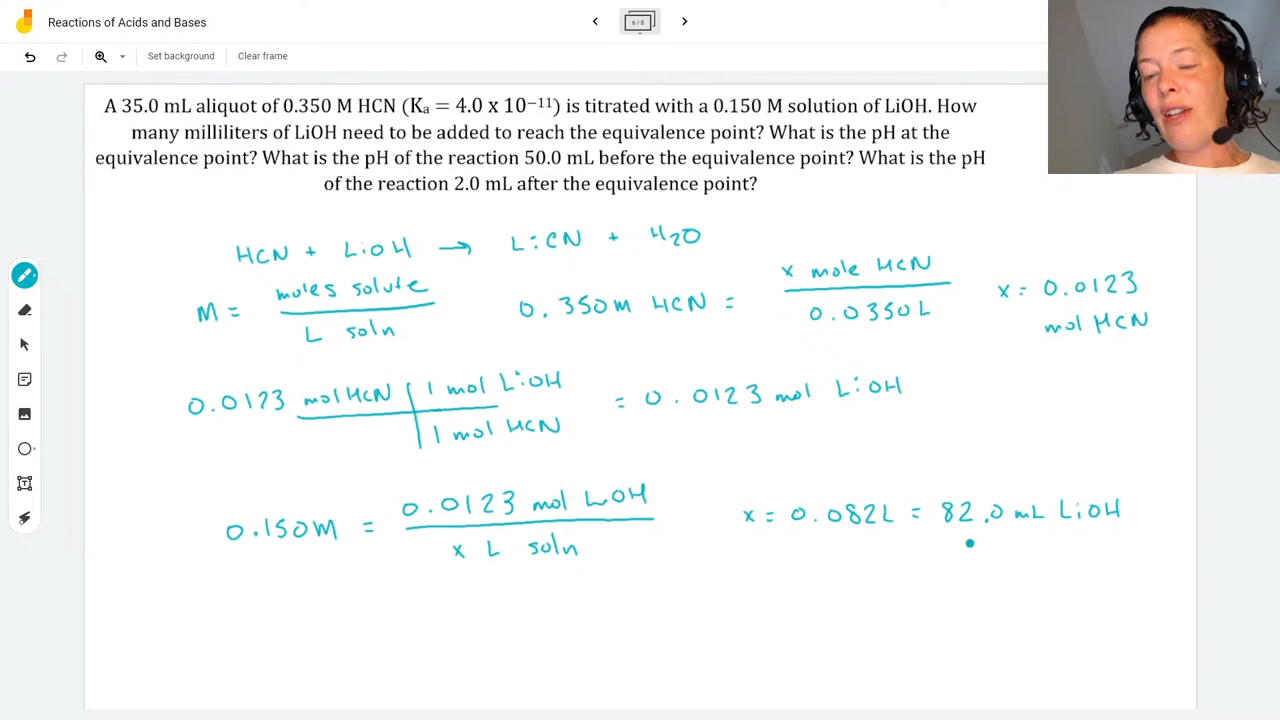 Reactions of Acids and Bases
6 / 8
Set background
Clear frame
A 35.0 mL aliquot of 0.350 M HCN (Kₐ = 4.0 x 10⁻¹¹) is titrated with a 0.150 M solution of LiOH. How
many milliliters of LiOH need to be added to reach the equivalence point? What is the pH at the
equivalence point? What is the pH of the reaction 50.0 mL before the equivalence point? What is the pH
of the reaction 2.0 mL after the equivalence point?
HCN + LiOH → LiCN + H₂O
M = moles solute / L soln
0.350M HCN = x mole HCN / 0.0350L
x = 0.0123 mol HCN
0.0123 mol HCN | 1 mol LiOH / 1 mol HCN = 0.0123 mol LiOH
0.150M = 0.0123 mol LiOH / x L soln
x = 0.082L = 82.0 mL LiOH